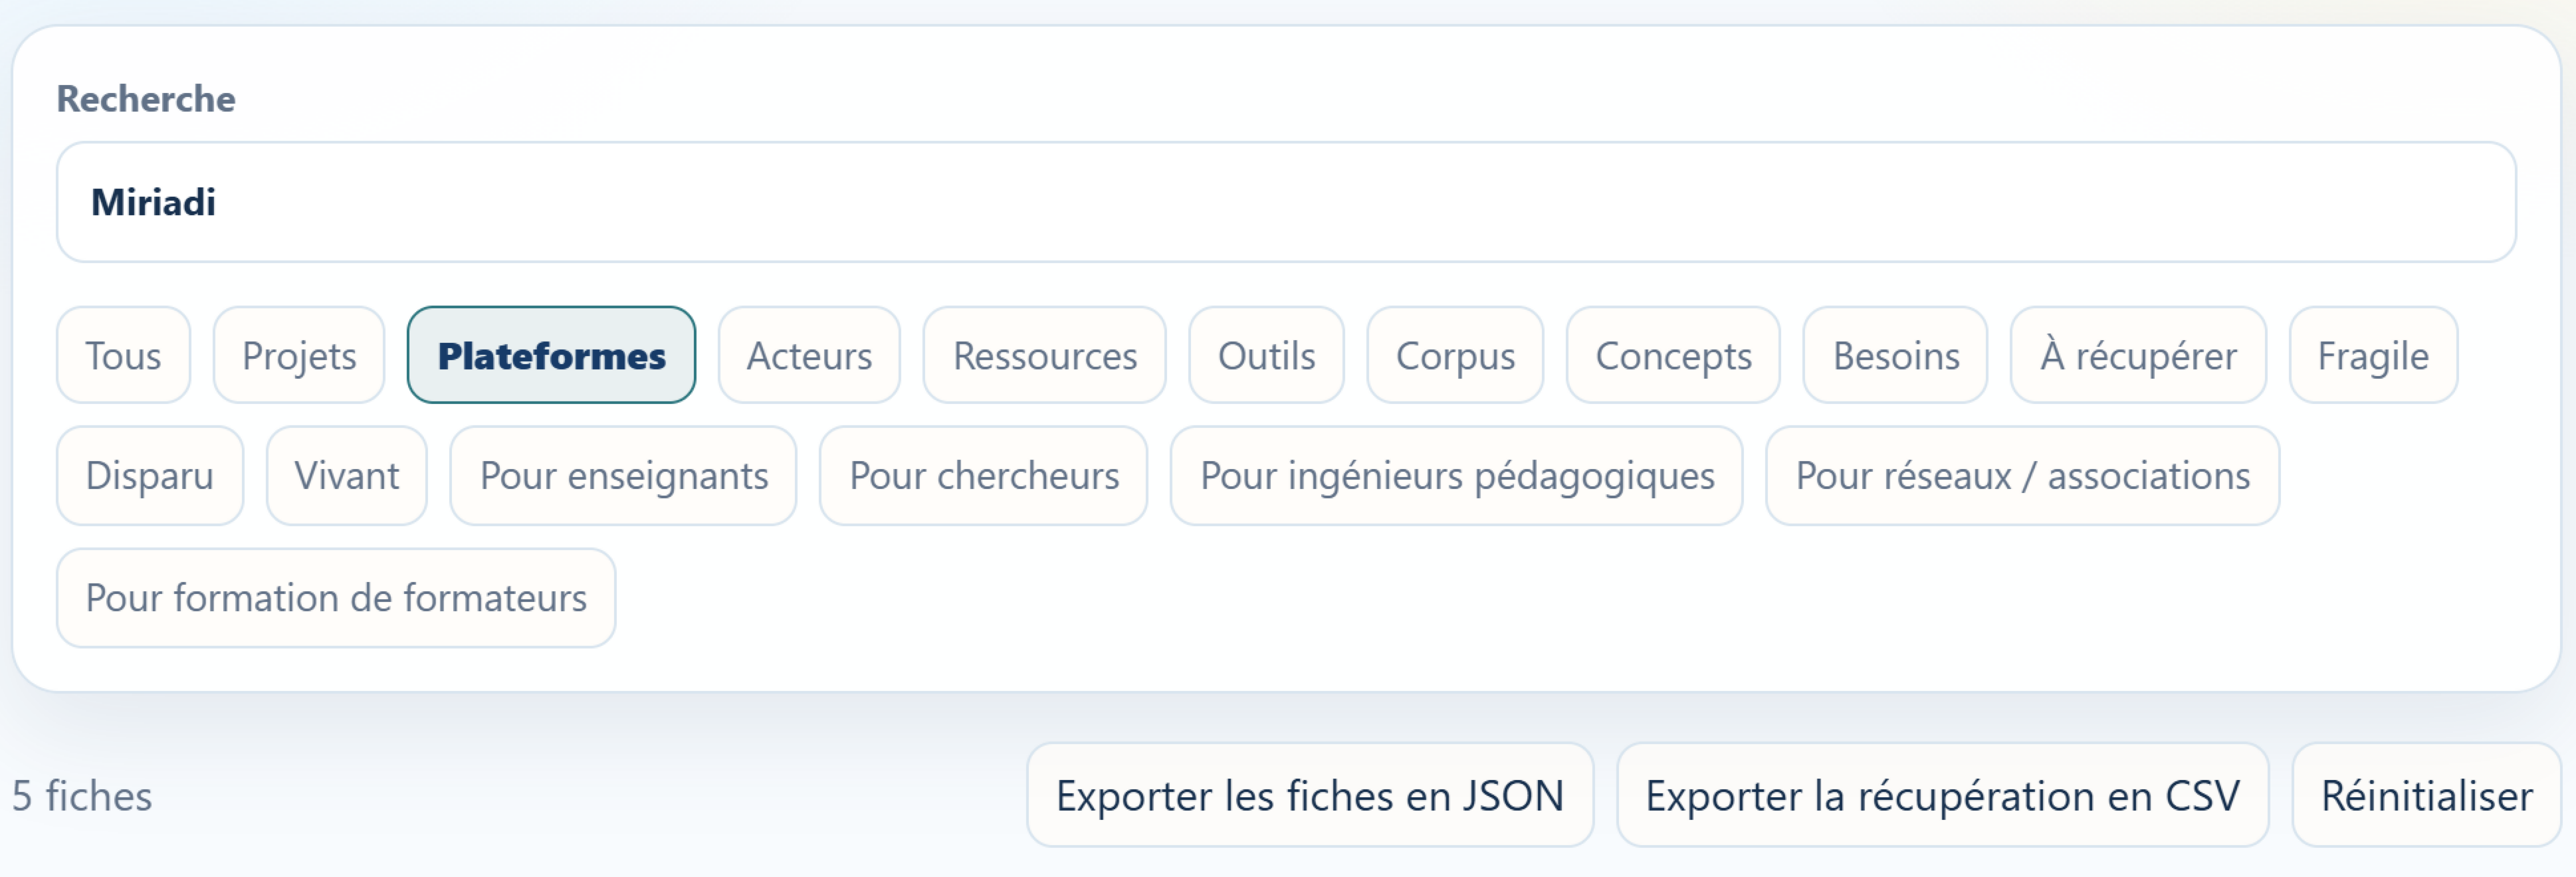 Recherche
Miriadi
Tous Projets Plateformes Acteurs Ressources Outils Corpus Concepts Besoins À récupérer Fragile
Disparu Vivant Pour enseignants Pour chercheurs Pour ingénieurs pédagogiques Pour réseaux / associations
Pour formation de formateurs
5 fiches Exporter les fiches en JSON Exporter la récupération en CSV Réinitialiser